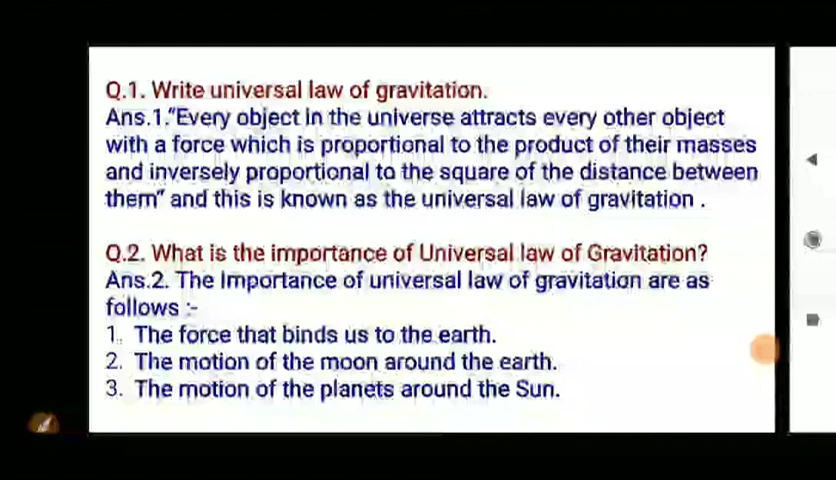 Q.1. Write universal law of gravitation.
Ans.1."Every object in the universe attracts every other object
with a force which is proportional to the product of their masses
and inversely proportional to the square of the distance between
them" and this is known as the universal law of gravitation .
Q.2. What is the importance of Universal law of Gravitation?
Ans.2. The Importance of universal law of gravitation are as
follows :-
1. The force that binds us to the earth.
2. The motion of the moon around the earth.
3. The motion of the planets around the Sun.